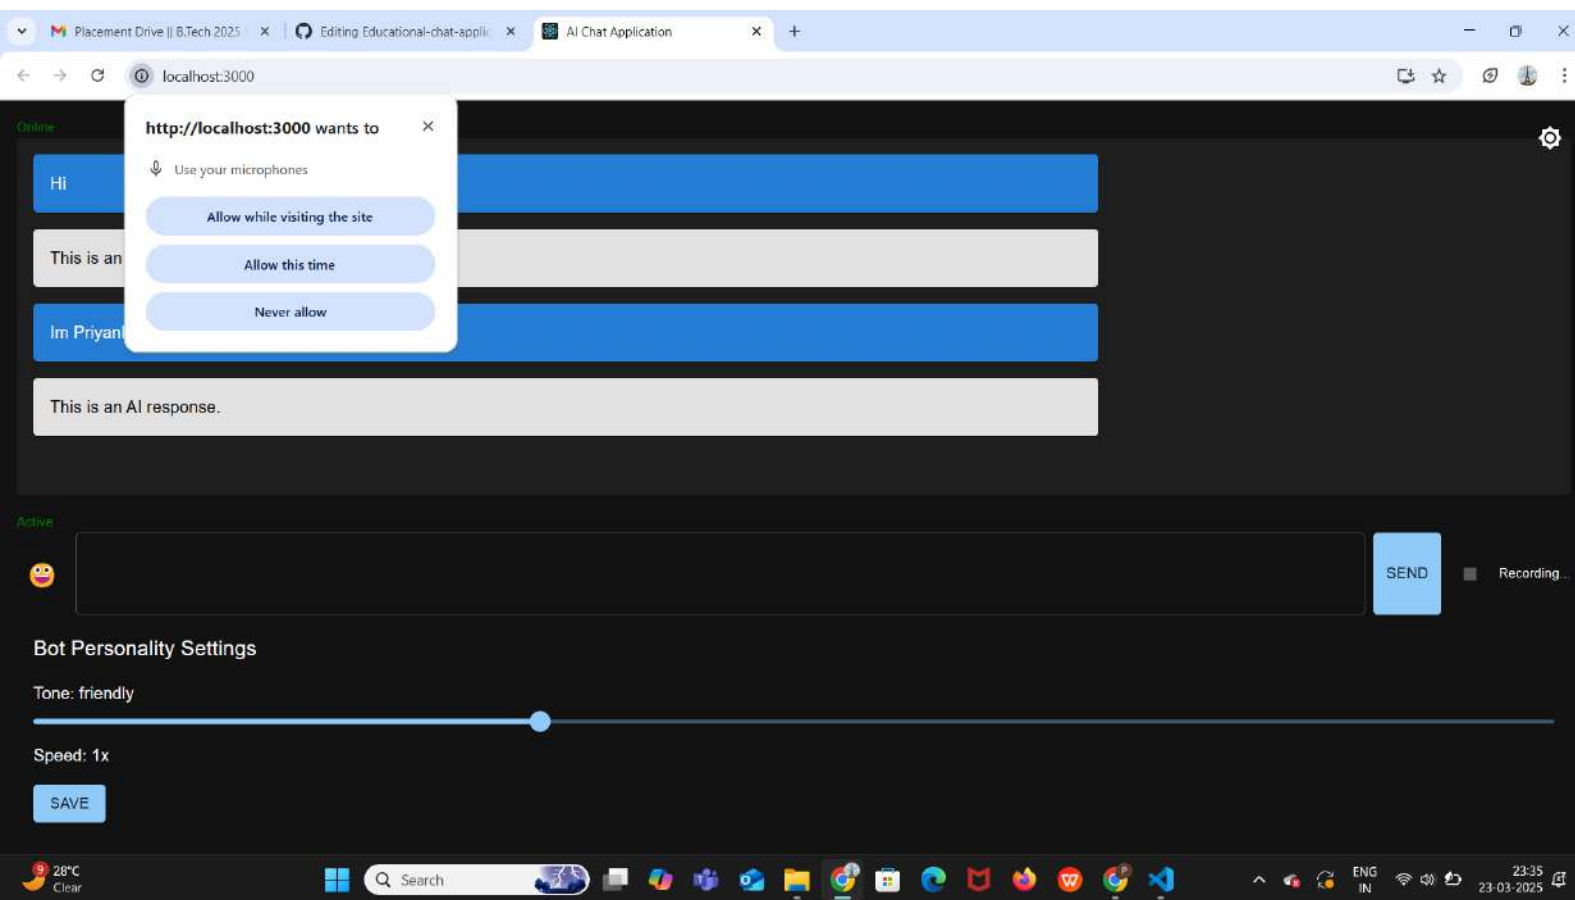 Placement Drive || B.Tech 2025
Editing Educational-chat-applic
AI Chat Application
localhost:3000
http://localhost:3000 wants to
Use your microphones
Allow while visiting the site
Allow this time
Never allow
Online
Hi
This is an
Im Priyan
This is an AI response.
Active
SEND
Recording...
Bot Personality Settings
Tone: friendly
Speed: 1x
SAVE
9
28°C
Clear
Search
ENG
IN
23:35
23-03-2025